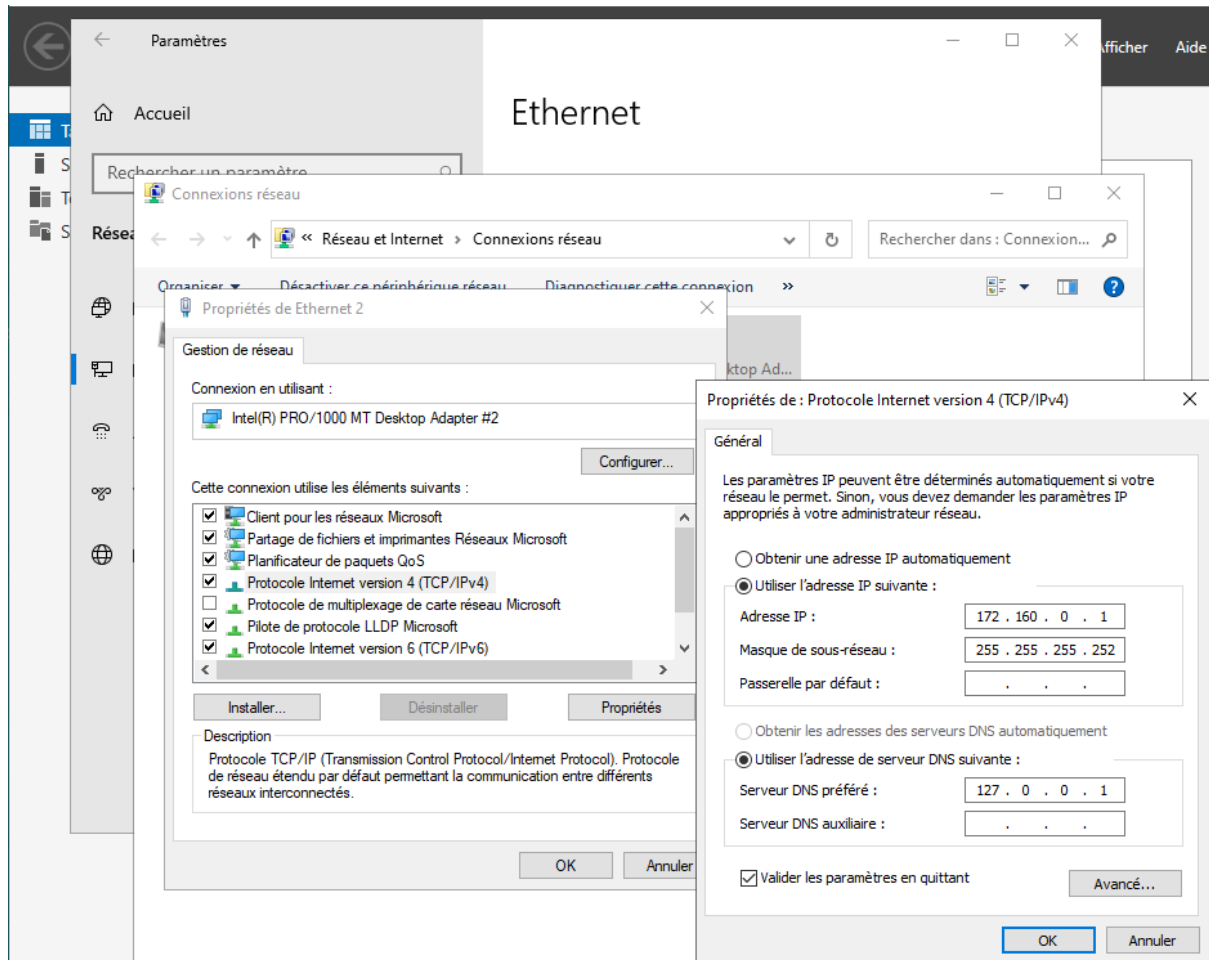 Paramètres
Afficher
Aide
Accueil
Ethernet
Rechercher un paramètre
Connexions réseau
« Réseau et Internet > Connexions réseau
Rechercher dans : Connexion...
Organiser
Désactiver ce périphérique réseau
Diagnostiquer cette connexion
»
Propriétés de Ethernet 2
Gestion de réseau
ktop Ad...
Connexion en utilisant :
Intel(R) PRO/1000 MT Desktop Adapter #2
Configurer...
Cette connexion utilise les éléments suivants :
Client pour les réseaux Microsoft
Partage de fichiers et imprimantes Réseaux Microsoft
Planificateur de paquets QoS
Protocole Internet version 4 (TCP/IPv4)
Protocole de multiplexage de carte réseau Microsoft
Pilote de protocole LLDP Microsoft
Protocole Internet version 6 (TCP/IPv6)
Installer...
Désinstaller
Propriétés
Description
Protocole TCP/IP (Transmission Control Protocol/Internet Protocol). Protocole
de réseau étendu par défaut permettant la communication entre différents
réseaux interconnectés.
OK
Annuler
Propriétés de : Protocole Internet version 4 (TCP/IPv4)
Général
Les paramètres IP peuvent être déterminés automatiquement si votre
réseau le permet. Sinon, vous devez demander les paramètres IP
appropriés à votre administrateur réseau.
Obtenir une adresse IP automatiquement
Utiliser l'adresse IP suivante :
Adresse IP :
172 . 160 . 0 . 1
Masque de sous-réseau :
255 . 255 . 255 . 252
Passerelle par défaut :
. . .
Obtenir les adresses des serveurs DNS automatiquement
Utiliser l'adresse de serveur DNS suivante :
Serveur DNS préféré :
127 . 0 . 0 . 1
Serveur DNS auxiliaire :
. . .
Valider les paramètres en quittant
Avancé...
OK
Annuler